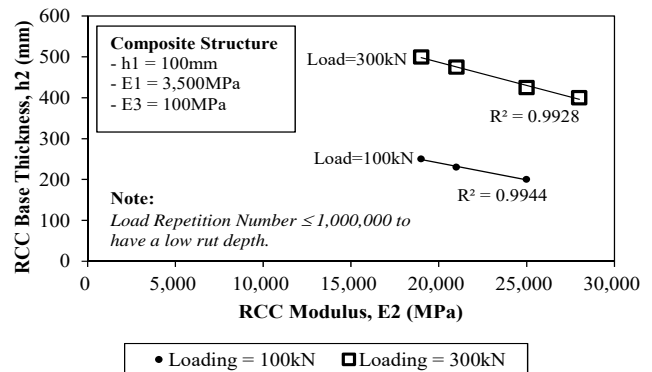 600
500
400
300
200
100
0
RCC Base Thickness, h2 (mm)
Composite Structure
- h1 = 100mm
- E1 = 3,500MPa
- E3 = 100MPa
Load=300kN
R² = 0.9928
Load=100kN
R² = 0.9944
Note:
Load Repetition Number ≤ 1,000,000 to
have a low rut depth.
0 5,000 10,000 15,000 20,000 25,000 30,000
RCC Modulus, E2 (MPa)
Loading = 100kN Loading = 300kN